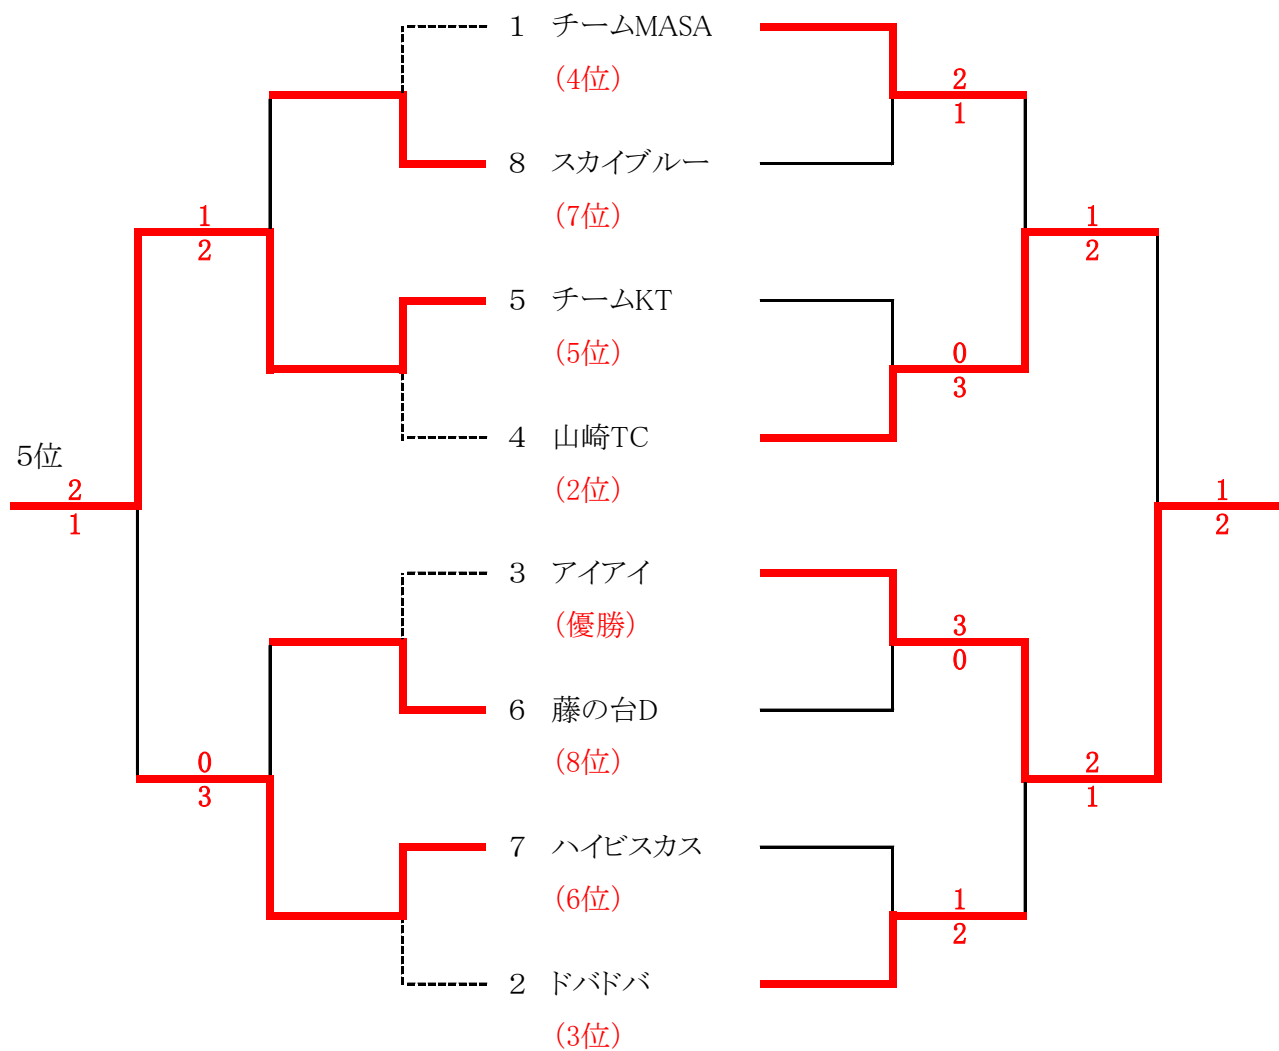 １ チームMASA
（4位）
2
1
８ スカイブルー
（7位）
1
2
1
2
５ チームKT
（5位）
0
3
４ 山崎TC
5位
（2位）
2
1
1
2
３ アイアイ
（優勝）
3
0
６ 藤の台D
（8位）
0
3
2
1
７ ハイビスカス
（6位）
1
2
２ ドバドバ
（3位）